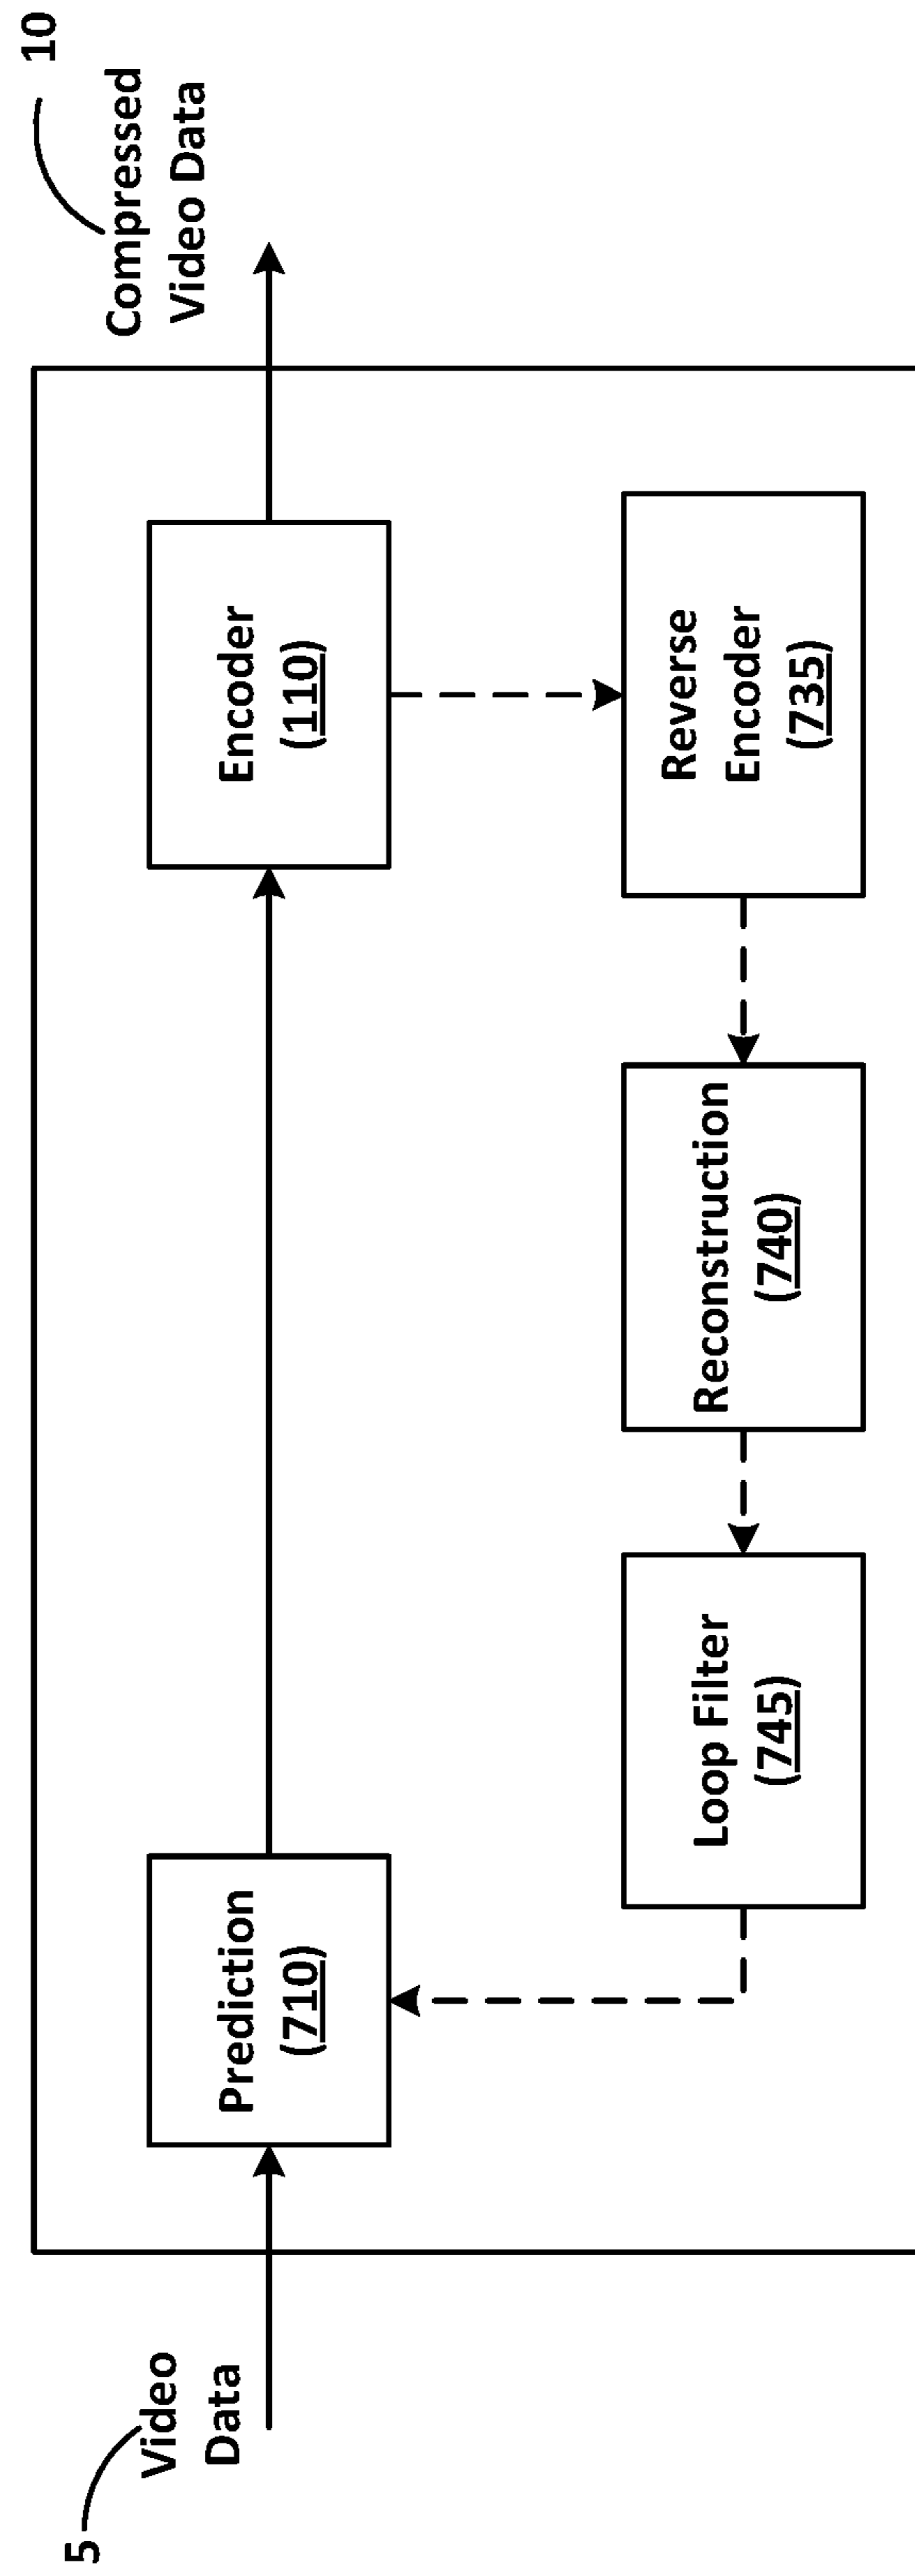 5
Video
Data
Prediction
(710)
Encoder
(110)
10
Compressed
Video Data
Loop Filter
(745)
Reconstruction
(740)
Reverse
Encoder
(735)